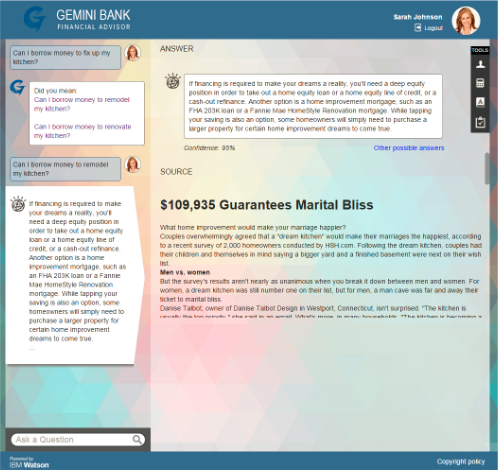 GEMINI BANK
FINANCIAL ADVISOR
Sarah Johnson
Logout
TOOLS
Can I borrow money to fix up my
kitchen?
Did you mean:
Can I borrow money to remodel
my kitchen?
Can I borrow money to renovate
my kitchen?
Can I borrow money to remodel
my kitchen?
If financing is required to make
your dreams a reality, you'll
need a deep equity position in
order to take out a home equity
loan or a home equity line of
credit, or a cash-out refinance.
Another option is a home
improvement mortgage, such as
an FHA 203K loan or a Fannie
Mae HomeStyle Renovation
mortgage. While tapping your
saving is also an option, some
homeowners will simply need to
purchase a larger property for
certain home improvement
dreams to come true.
...
Ask a Question
ANSWER
If financing is required to make your dreams a reality, you'll need a deep equity
position in order to take out a home equity loan or a home equity line of credit, or a
cash-out refinance. Another option is a home improvement mortgage, such as an
FHA 203K loan or a Fannie Mae HomeStyle Renovation mortgage. While tapping
your saving is also an option, some homeowners will simply need to purchase a
larger property for certain home improvement dreams to come true.
Confidence: 95%
Other possible answers
SOURCE
$109,935 Guarantees Marital Bliss
What home improvement would make your marriage happier?
Couples overwhelmingly agreed that a "dream kitchen" would make their marriages the happiest, according
to a recent survey of 2,000 homeowners conducted by HSH.com. Following the dream kitchen, couples had
their children and themselves in mind saying a bigger yard and a finished basement were next on their wish
list.
Men vs. women
But the survey's results aren't nearly as unanimous when you break it down between men and women. For
women, a dream kitchen was still number one on their list, but for men, a man cave was far and away their
ticket to marital bliss.
Danise Talbot, owner of Danise Talbot Design in Westport, Connecticut, isn't surprised. "The kitchen is
usually the top priority," she said in an email. "What's more, in many households, "The kitchen is becoming a
Powered by
IBM Watson
Copyright policy